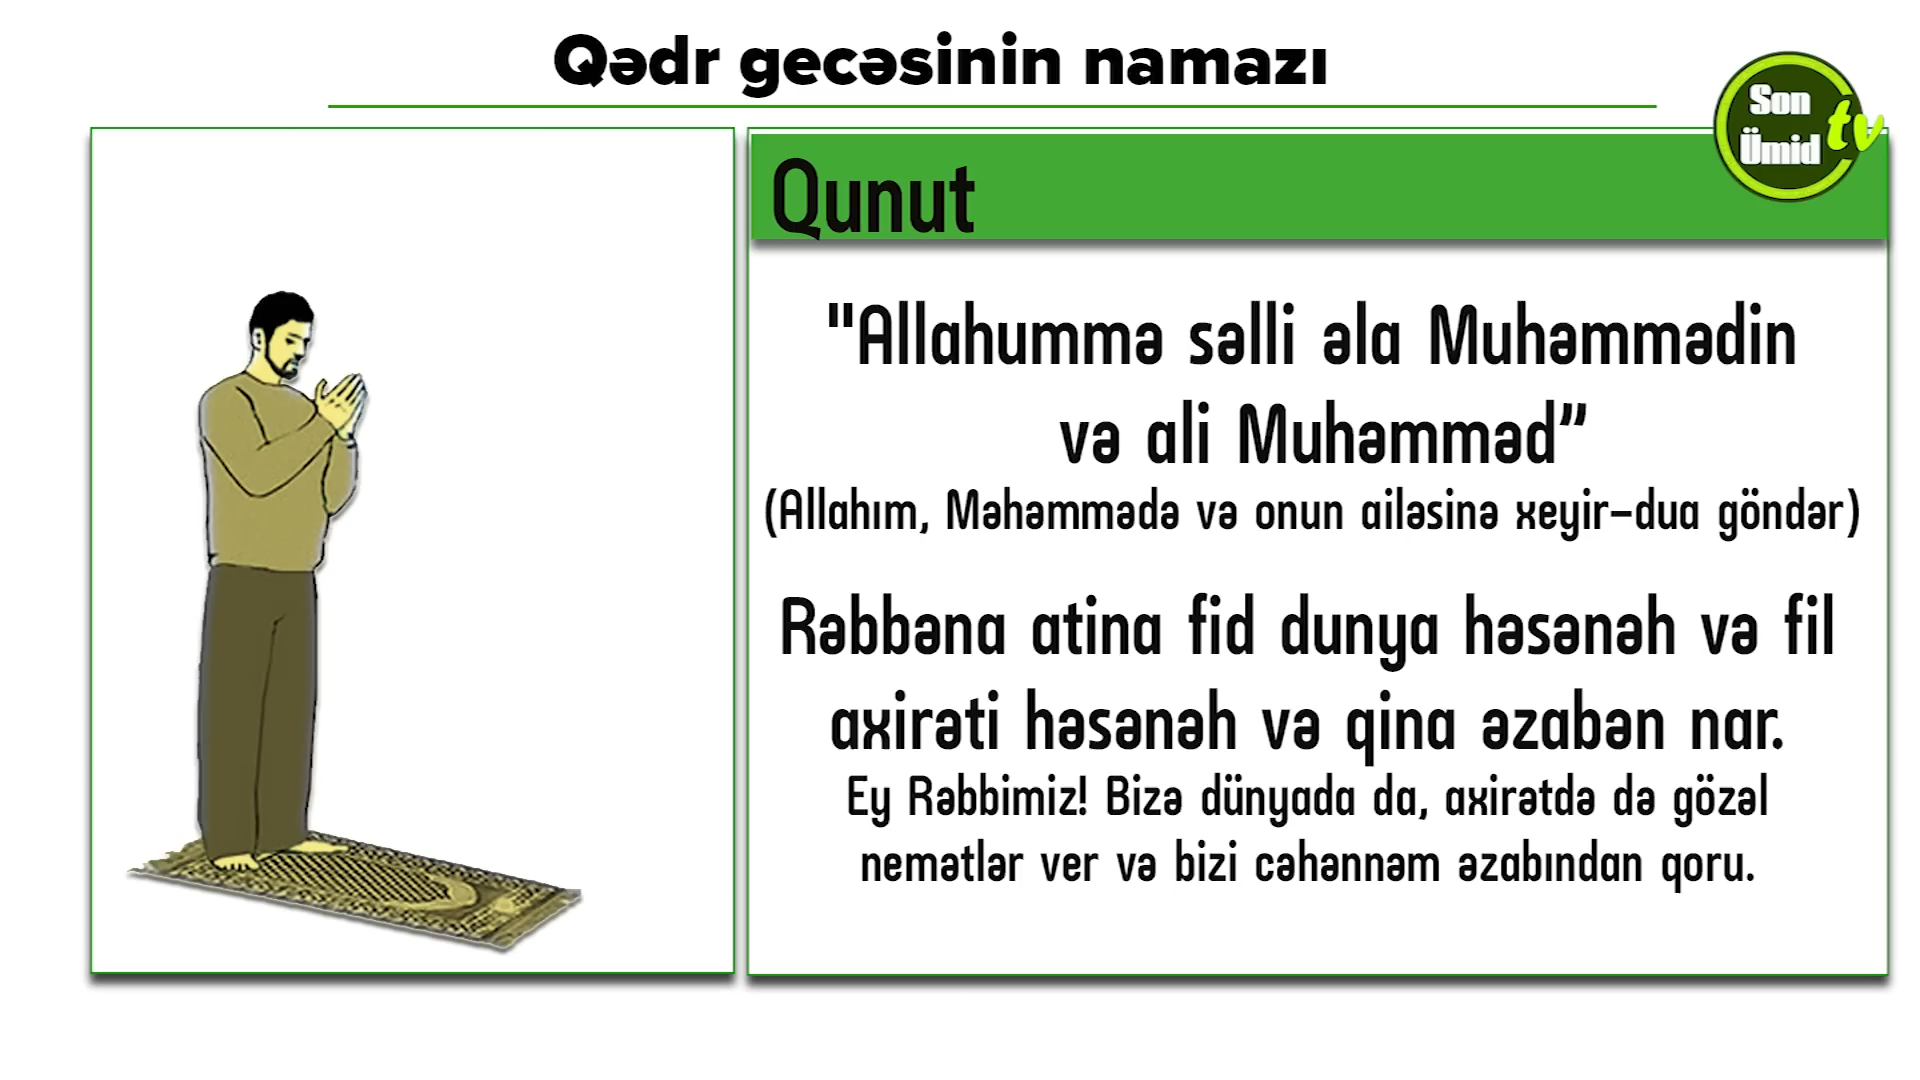 Qədr gecəsinin namazı
Son
Ümid
tv
Qunut
"Allahummə səlli əla Muhəmmədin
və ali Muhəmməd”
(Allahım, Məhəmmədə və onun ailəsinə xeyir-dua göndər)
Rəbbəna atina fid dunya həsənəh və fil
axirəti həsənəh və qina əzabən nar.
Ey Rəbbimiz! Bizə dünyada da, axirətdə də gözəl
nemətlər ver və bizi cəhənnəm əzabından qoru.